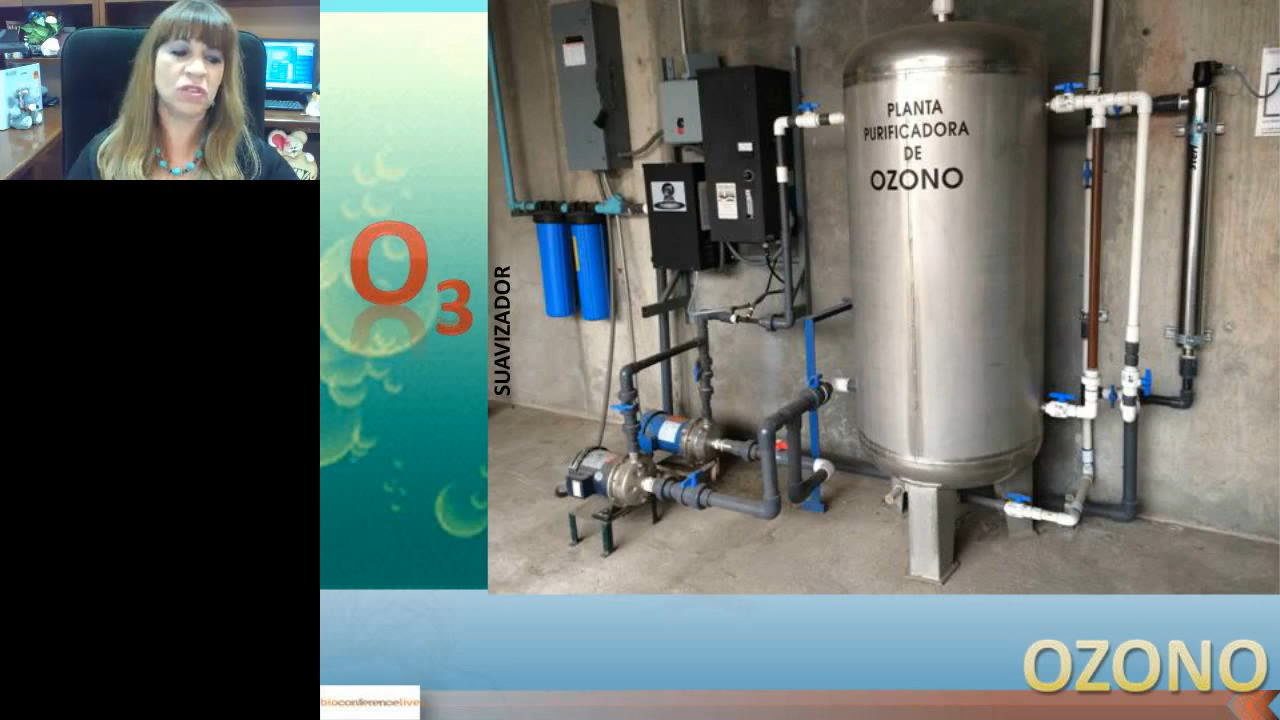 O3
SUAVIZADOR
PLANTA
PURIFICADORA
DE
OZONO
OZONO
bioconferencelive